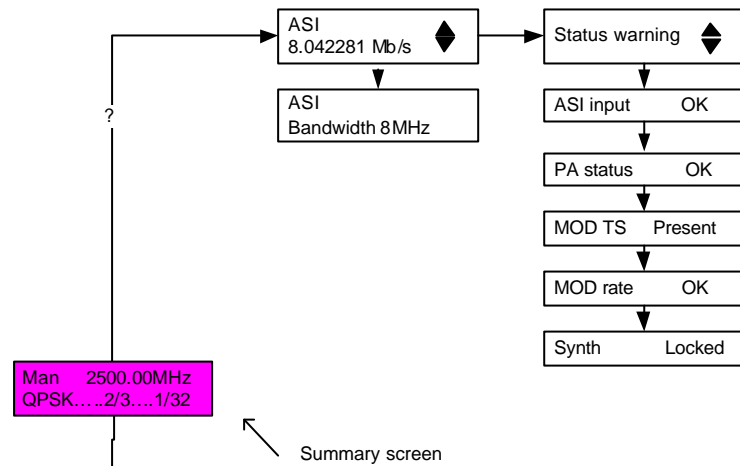 ASI
8.042281 Mb/s
Status warning
ASI
Bandwidth 8MHz
ASI input OK
?
PA status OK
MOD TS Present
MOD rate OK
Synth Locked
Man 2500.00MHz
QPSK.....2/3....1/32
Summary screen